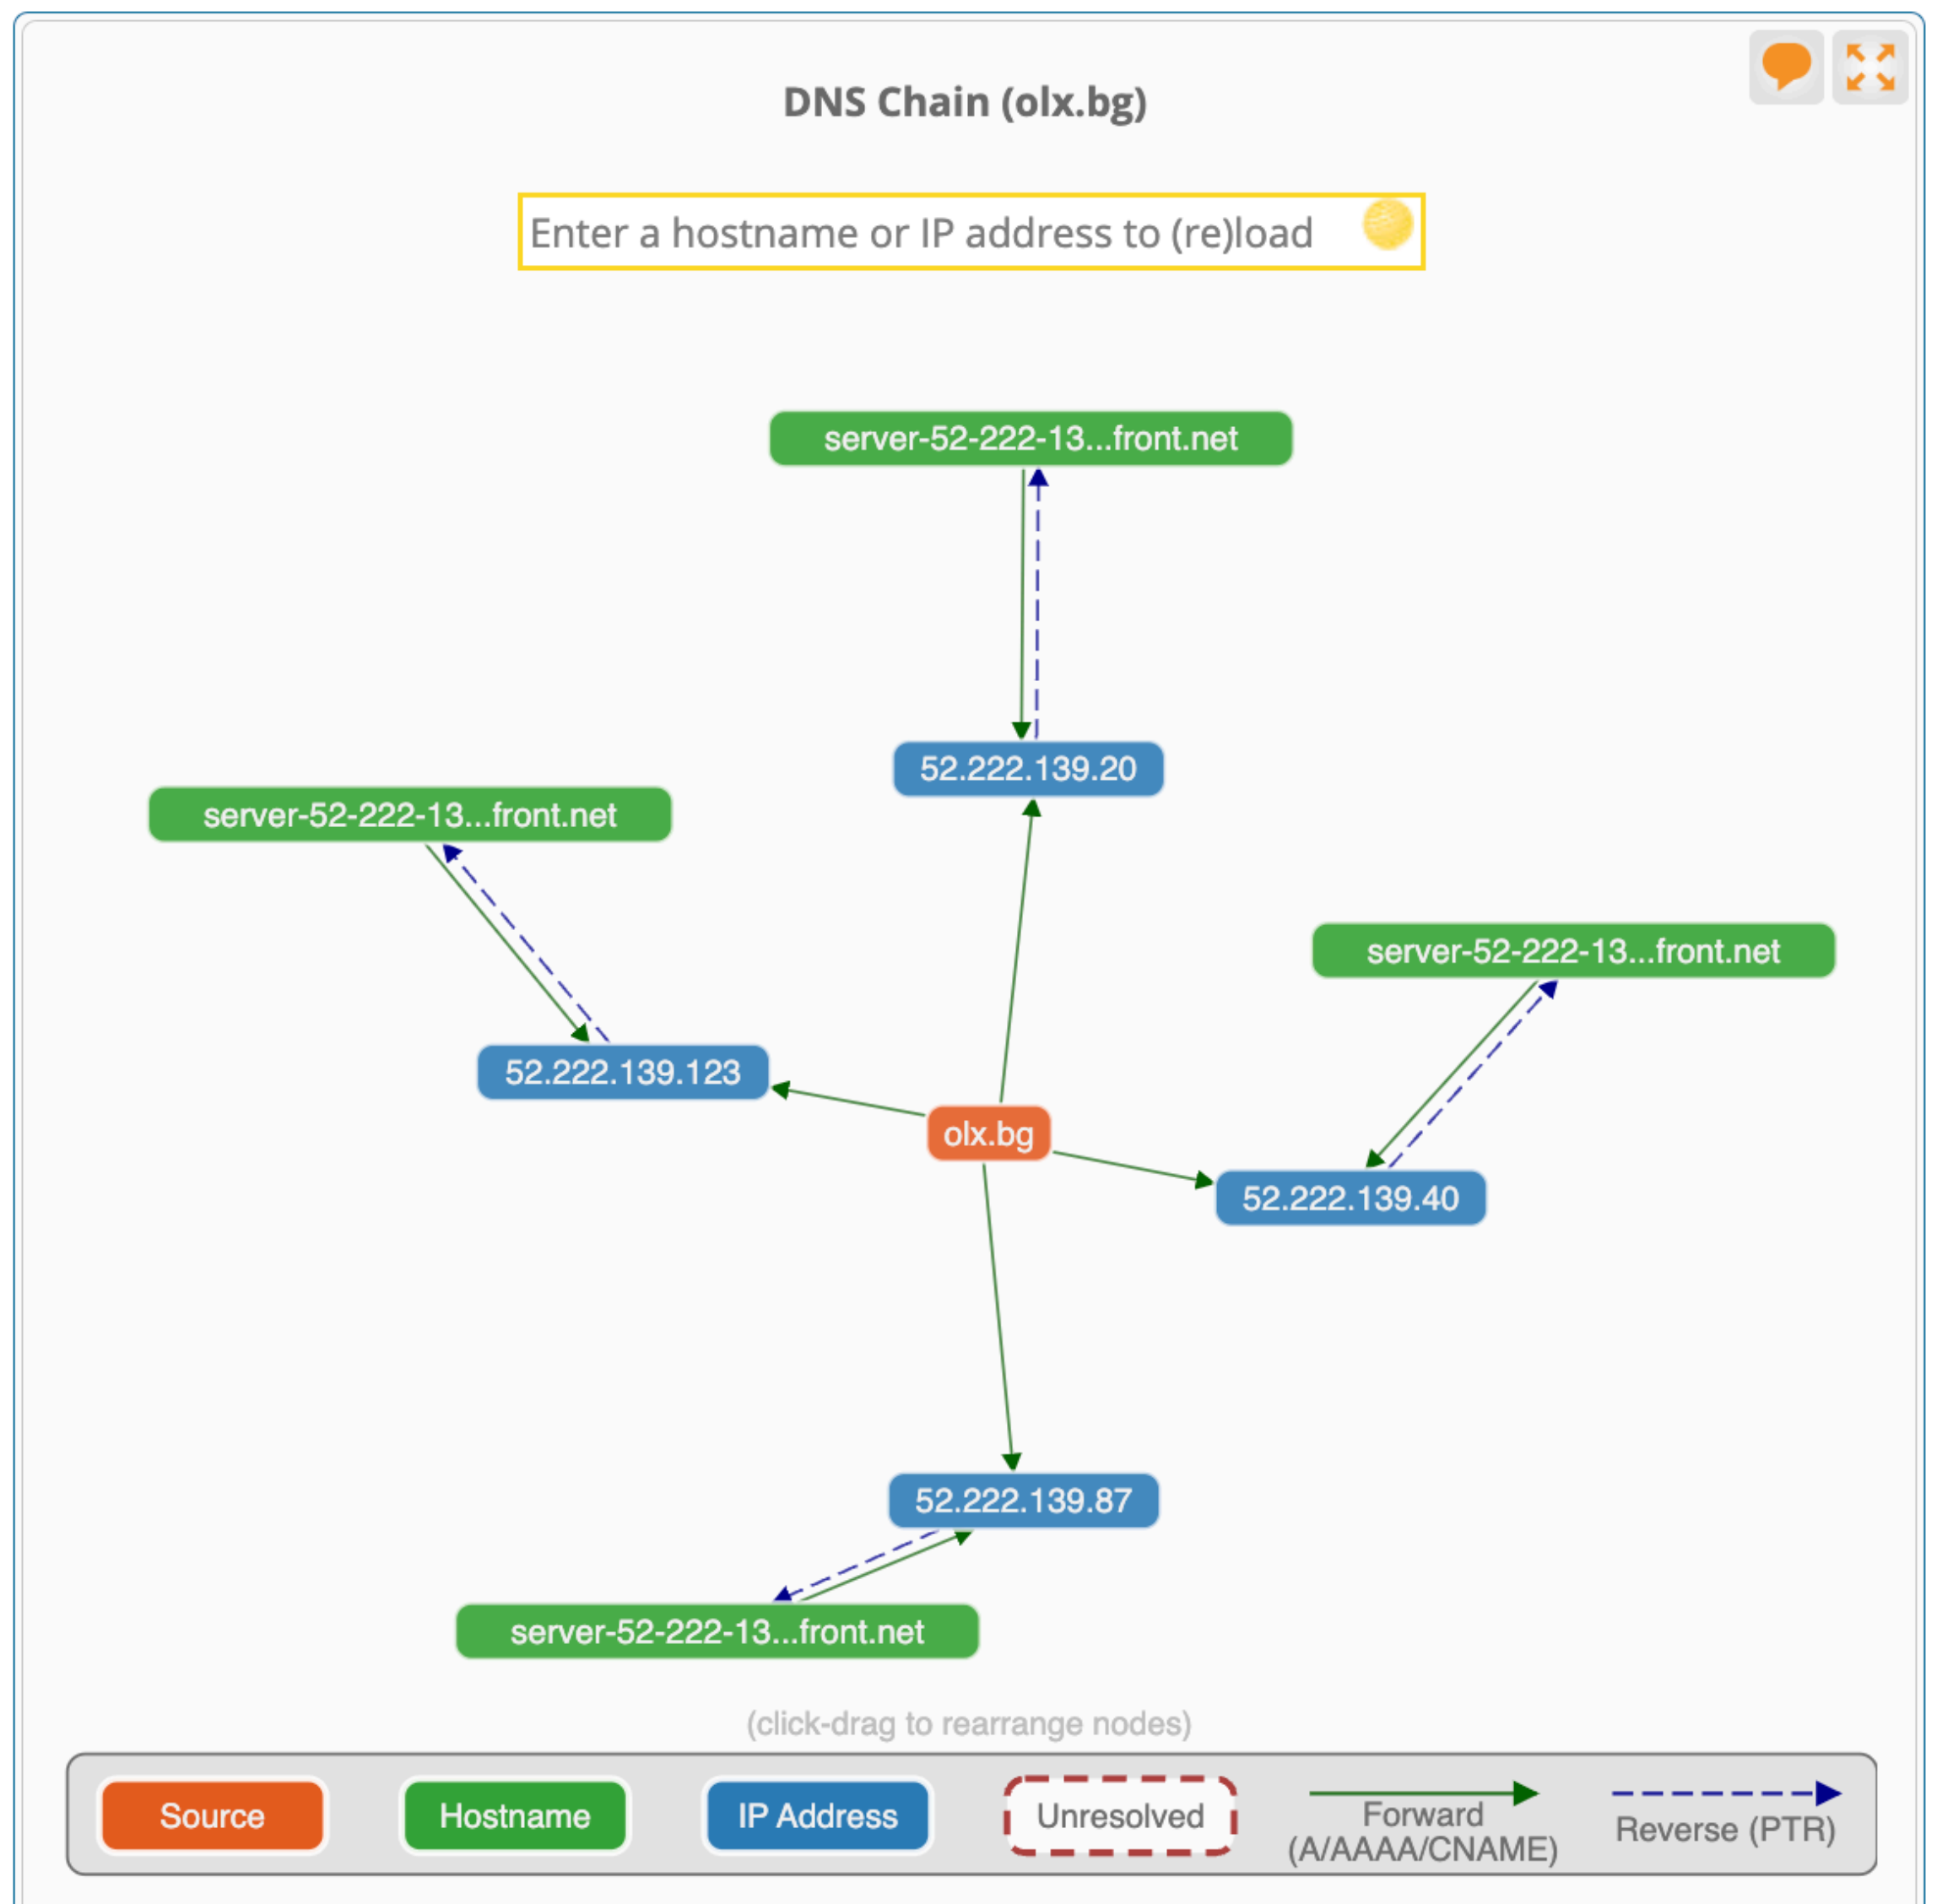 DNS Chain (olx.bg)
Enter a hostname or IP address to (re)load
server-52-222-13...front.net
52.222.139.20
server-52-222-13...front.net
server-52-222-13...front.net
52.222.139.123
olx.bg
52.222.139.40
52.222.139.87
server-52-222-13...front.net
(click-drag to rearrange nodes)
Source
Hostname
IP Address
Unresolved
Forward
(A/AAAA/CNAME)
Reverse (PTR)